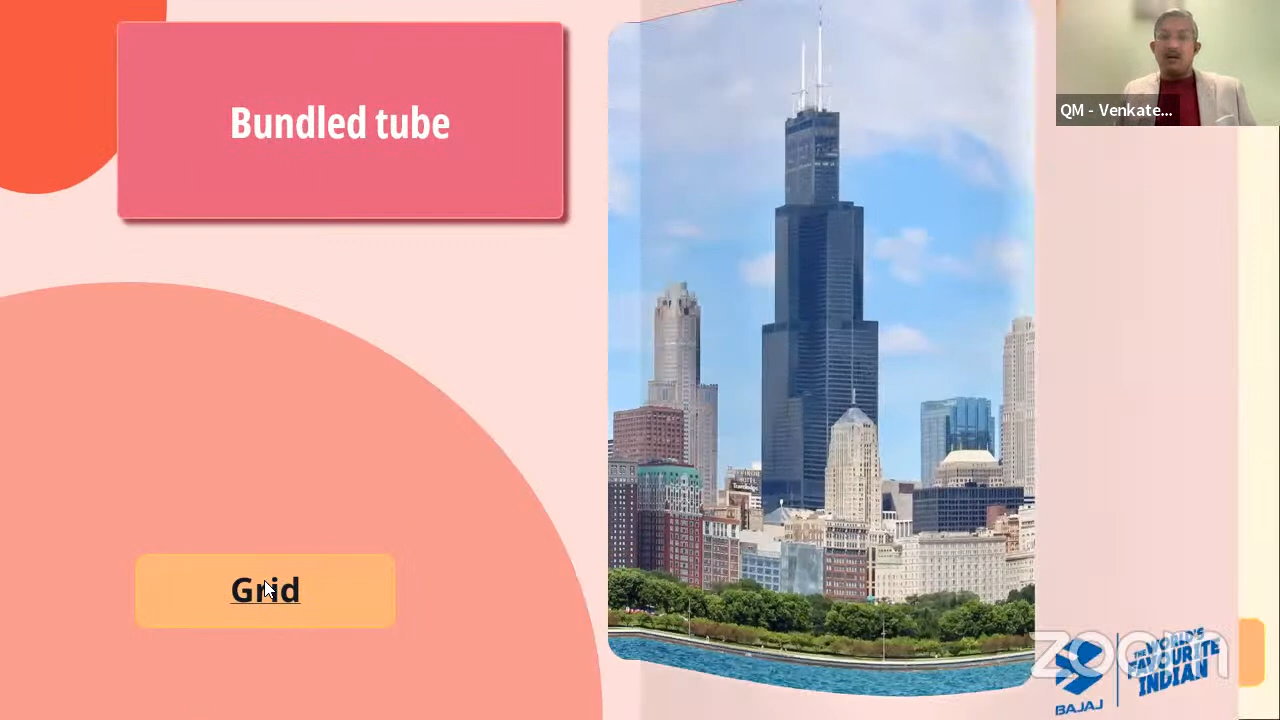 Bundled tube
QM - Venkate...
Grid
zoom
BAJAJ
THE WORLD'S
FAVOURITE
INDIAN